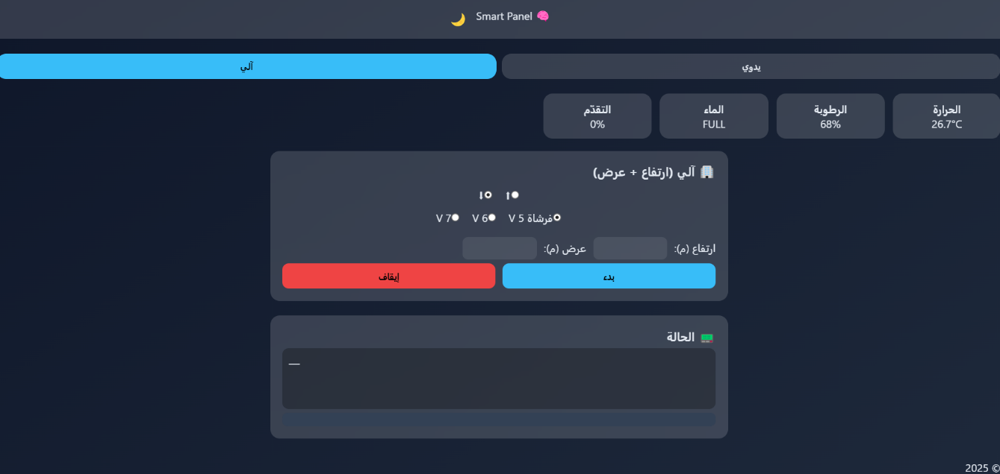 Smart Panel 🧠 🌙
يدوي
آلي
الحرارة
26.7°C
الرطوبة
68%
الماء
FULL
التقدّم
0%
🏢 آلي (ارتفاع + عرض)
⬆ ⬇
فرشاة 5 V 6 V 7 V
ارتفاع (م): عرض (م):
بدء
إيقاف
📟 الحالة
—
© 2025